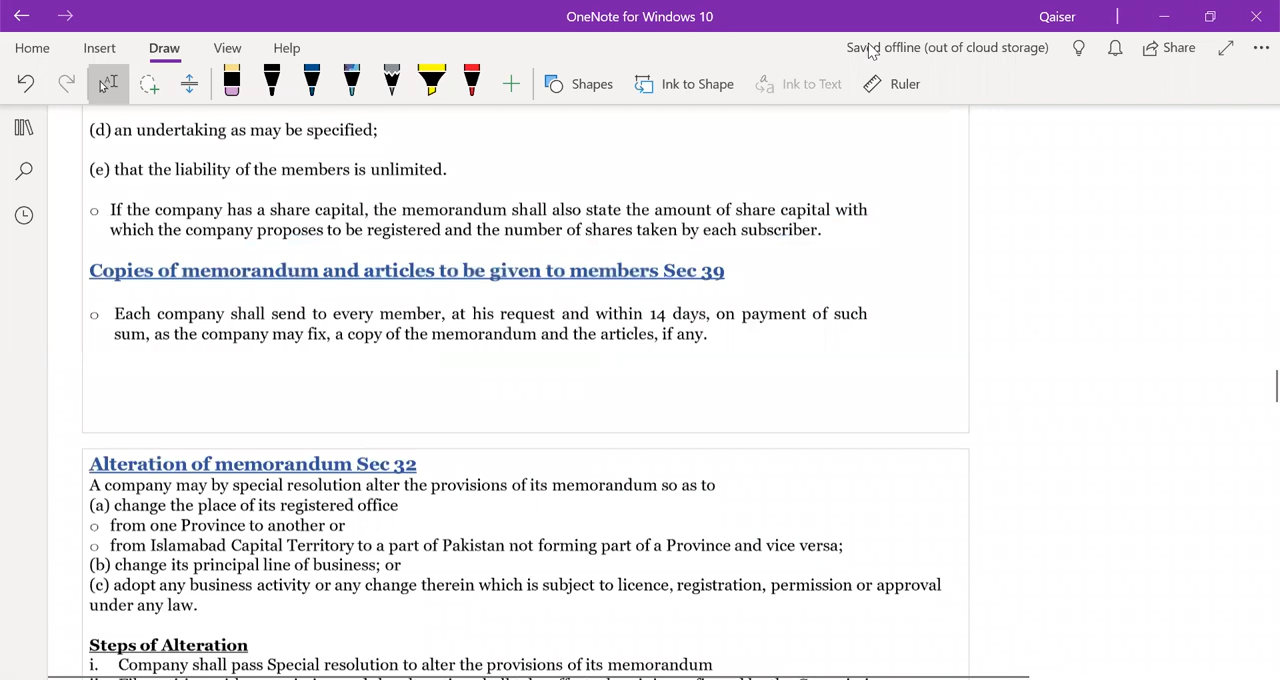 OneNote for Windows 10
Qaiser
Home Insert Draw View Help
Saved offline (out of cloud storage)
Share
Shapes
Ink to Shape
Ink to Text
Ruler
(d) an undertaking as may be specified;
(e) that the liability of the members is unlimited.
o If the company has a share capital, the memorandum shall also state the amount of share capital with
which the company proposes to be registered and the number of shares taken by each subscriber.
Copies of memorandum and articles to be given to members Sec 39
o Each company shall send to every member, at his request and within 14 days, on payment of such
sum, as the company may fix, a copy of the memorandum and the articles, if any.
Alteration of memorandum Sec 32
A company may by special resolution alter the provisions of its memorandum so as to
(a) change the place of its registered office
o from one Province to another or
o from Islamabad Capital Territory to a part of Pakistan not forming part of a Province and vice versa;
(b) change its principal line of business; or
(c) adopt any business activity or any change therein which is subject to licence, registration, permission or approval
under any law.
Steps of Alteration
i. Company shall pass Special resolution to alter the provisions of its memorandum